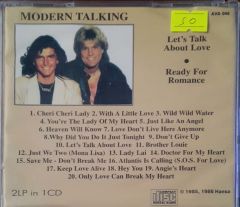 MODERN TALKING
50
Let's Talk
About Love
•
Ready For
Romance
1.Cheri Cheri Lady 2.With A Little Love 3.Wild Wild Water
4.You're The Lady Of My Heart 5.Just Like An Angel
6.Heaven Will Know 7.Love Don't Live Here Anymore
8.Why Did You Do It Just Tonight 9.Don't Give Up
10.Let's Talk About Love 11.Brother Louie
12.Just We Two (Mona Lisa) 13.Lady Lai 14.Doctor For My Heart
15.Save Me - Don't Break Me 16.Atlantis Is Calling (S.O.S. For Love)
17.Keep Love Alive 18.Hey You 19.Angie's Heart
20.Only Love Can Break My Heart
2LP in 1CD
COMPACT
disc
DIGITAL AUDIO
© 1985, 1986 Hansa